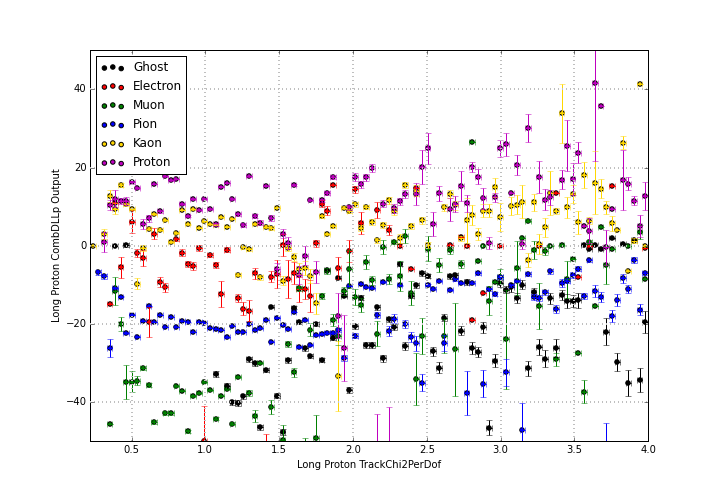 Ghost
Electron
Muon
Pion
Kaon
Proton
40
20
0
−20
−40
0.5 1.0 1.5 2.0 2.5 3.0 3.5 4.0
Long Proton TrackChi2PerDof
Long Proton CombDLLp Output